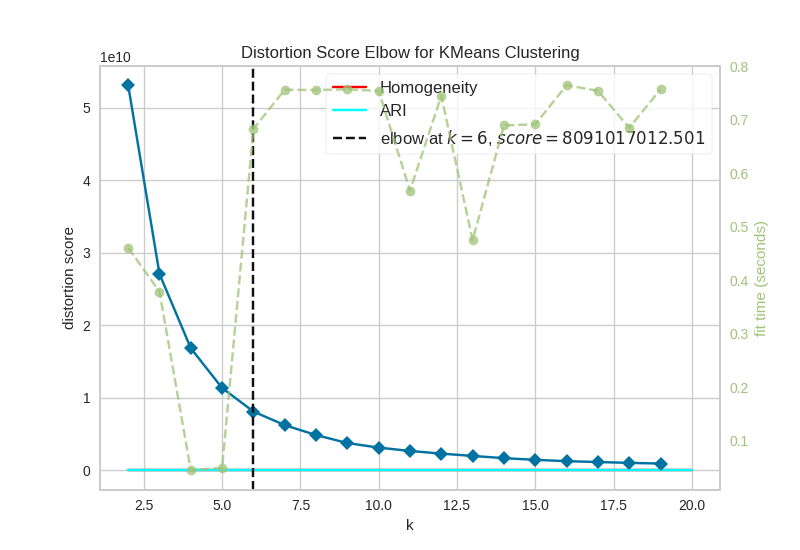 Distortion Score Elbow for KMeans Clustering
1e10
Homogeneity
ARI
elbow at k = 6, score = 8091017012.501
5
4
3
2
1
0
distortion score
0.8
0.7
0.6
0.5
0.4
0.3
0.2
0.1
fit time (seconds)
2.5 5.0 7.5 10.0 12.5 15.0 17.5 20.0
k